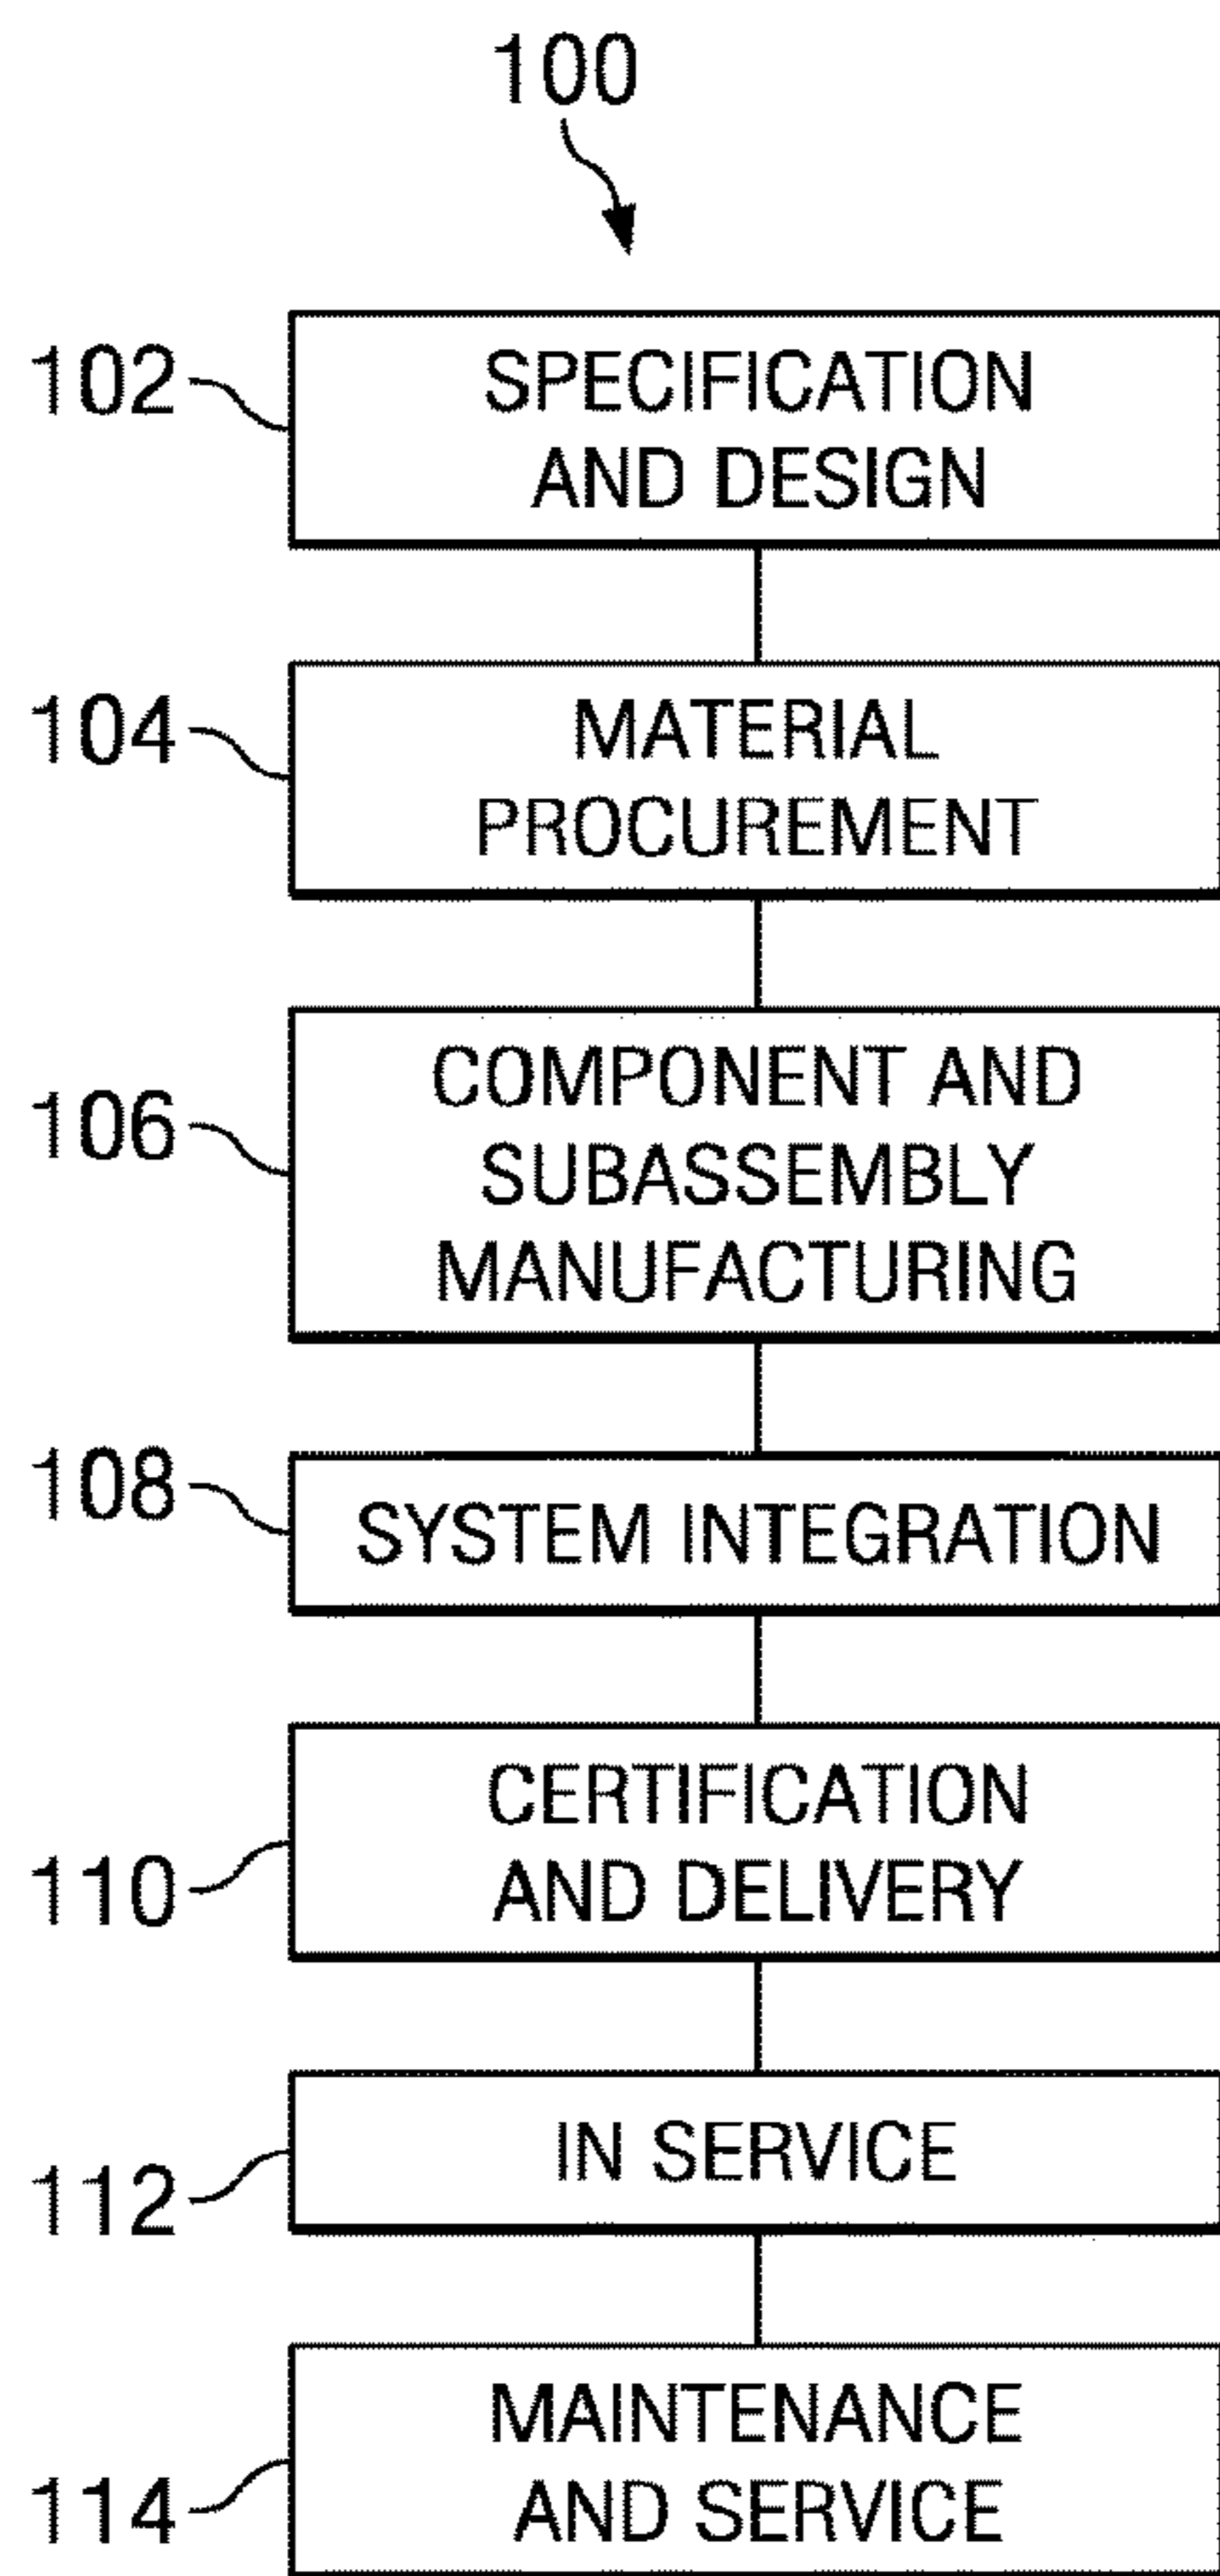 100
102
SPECIFICATION
AND DESIGN
104
MATERIAL
PROCUREMENT
106
COMPONENT AND
SUBASSEMBLY
MANUFACTURING
108
SYSTEM INTEGRATION
110
CERTIFICATION
AND DELIVERY
112
IN SERVICE
114
MAINTENANCE
AND SERVICE